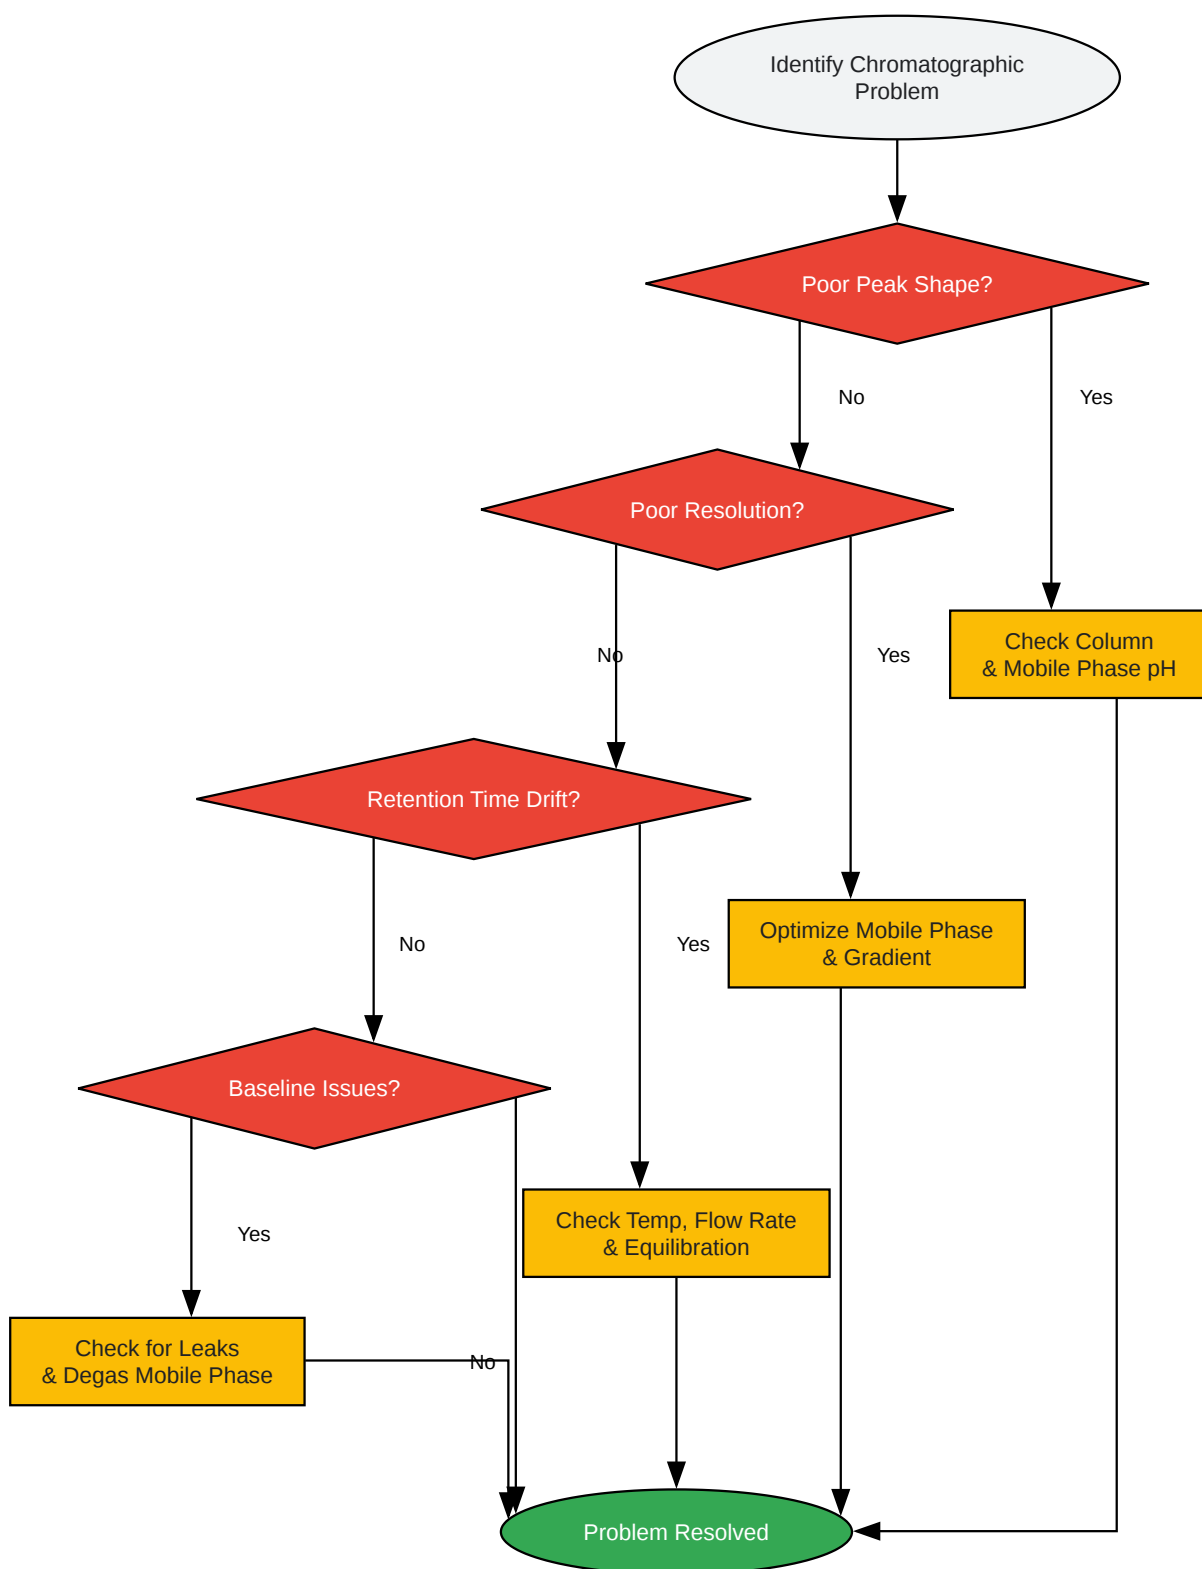 Identify Chromatographic
Problem
Poor Peak Shape?
No
Yes
Poor Resolution?
No
Yes
Check Column
& Mobile Phase pH
Retention Time Drift?
No
Yes
Optimize Mobile Phase
& Gradient
Baseline Issues?
Yes
Check Temp, Flow Rate
& Equilibration
Check for Leaks
& Degas Mobile Phase
No
Problem Resolved